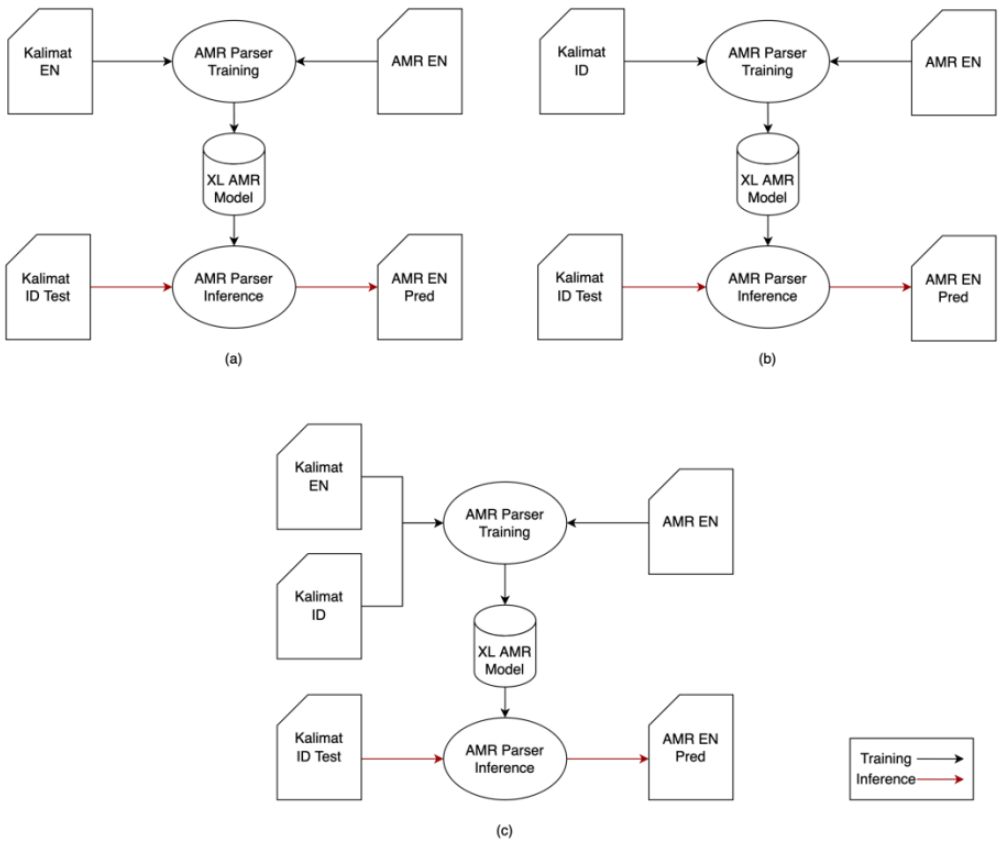 Kalimat
EN
AMR Parser
Training
AMR EN
XL AMR
Model
Kalimat
ID Test
AMR Parser
Inference
AMR EN
Pred
(a)
Kalimat
ID
AMR Parser
Training
AMR EN
XL AMR
Model
Kalimat
ID Test
AMR Parser
Inference
AMR EN
Pred
(b)
Kalimat
EN
Kalimat
ID
AMR Parser
Training
AMR EN
XL AMR
Model
Kalimat
ID Test
AMR Parser
Inference
AMR EN
Pred
(c)
Training
Inference